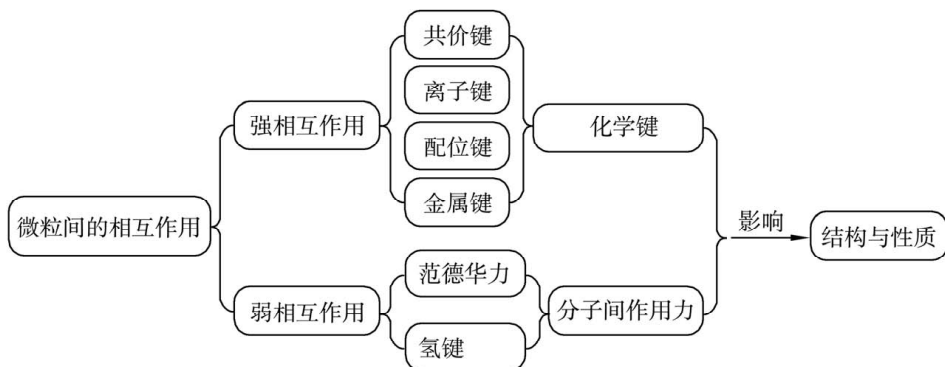 共价键
离子键
强相互作用
化学键
配位键
金属键
微粒间的相互作用
影响
结构与性质
范德华力
弱相互作用
分子间作用力
氢键